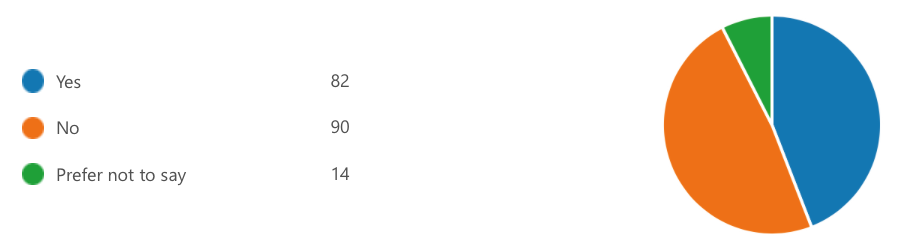 Yes 82
No 90
Prefer not to say 14